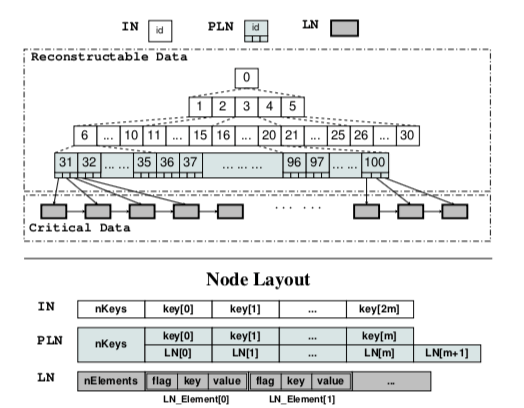 IN id PLN id LN
Reconstructable Data
0
1 2 3 4 5
6 ... 10 11 ... 15 16 ... 20 21 ... 25 26 ... 30
31 32 ... ... 35 36 37 ... ... ... 96 97 ... ... 100
... ...
Critical Data
Node Layout
IN nKeys key[0] key[1] ... key[2m]
PLN nKeys key[0] key[1] ... key[m]
LN[0] LN[1] ... LN[m] LN[m+1]
LN nElements flag key value flag key value ...
LN_Element[0] LN_Element[1]